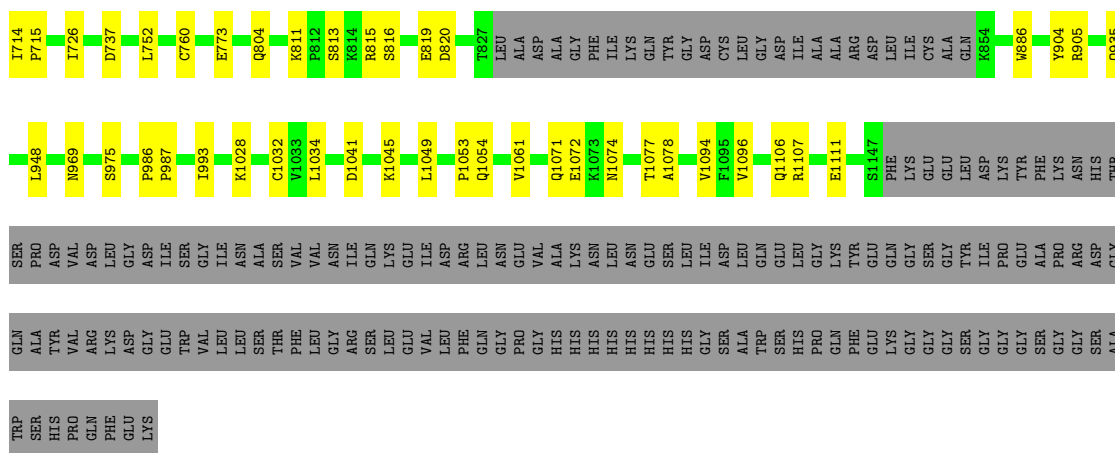 I714 P715 I726 D737 L752 C760 E773 Q804 K811 P812 S813 K814 R815 S816 E819 D820 T827 LEU ALA ASP ALA GLY PHE ILE LYS GLN TYR GLY ASP CYS LEU GLY ASP ILE ALA ALA ARG ASP LEU ILE CYS ALA GLN K854 W886 Y904 R905 Q935
L948 N969 S975 P986 P987 I993 K1028 C1032 V1033 L1034 D1041 K1045 L1049 P1053 Q1054 V1061 Q1071 E1072 K1073 N1074 T1077 A1078 V1094 F1095 V1096 Q1106 R1107 E1111 S1147 PHE LYS GLU GLU LEU ASP LYS TYR PHE LYS ASN HIS THR
SER PRO ASP VAL ASP LEU GLY ASP ILE SER GLY ILE ASN ALA SER VAL VAL ASN ILE GLN LYS GLU ILE ASP ARG LEU ASN GLU VAL ALA LYS ASN LEU ASN GLU SER LEU ILE ASP LEU GLN GLU LEU GLY LYS TYR GLU GLN GLY SER GLY TYR ILE PRO GLU ALA PRO ARG ASP GLY
GLN ALA TYR VAL ARG LYS ASP GLY GLU TRP VAL LEU LEU SER THR PHE LEU GLY ARG SER LEU GLU VAL LEU PHE GLN GLY PRO GLY HIS HIS HIS HIS HIS HIS HIS HIS GLY SER ALA TRP SER HIS PRO GLN PHE GLU LYS GLY GLY GLY SER GLY GLY GLY SER GLY GLY SER ALA
TRP SER HIS PRO GLN PHE GLU LYS